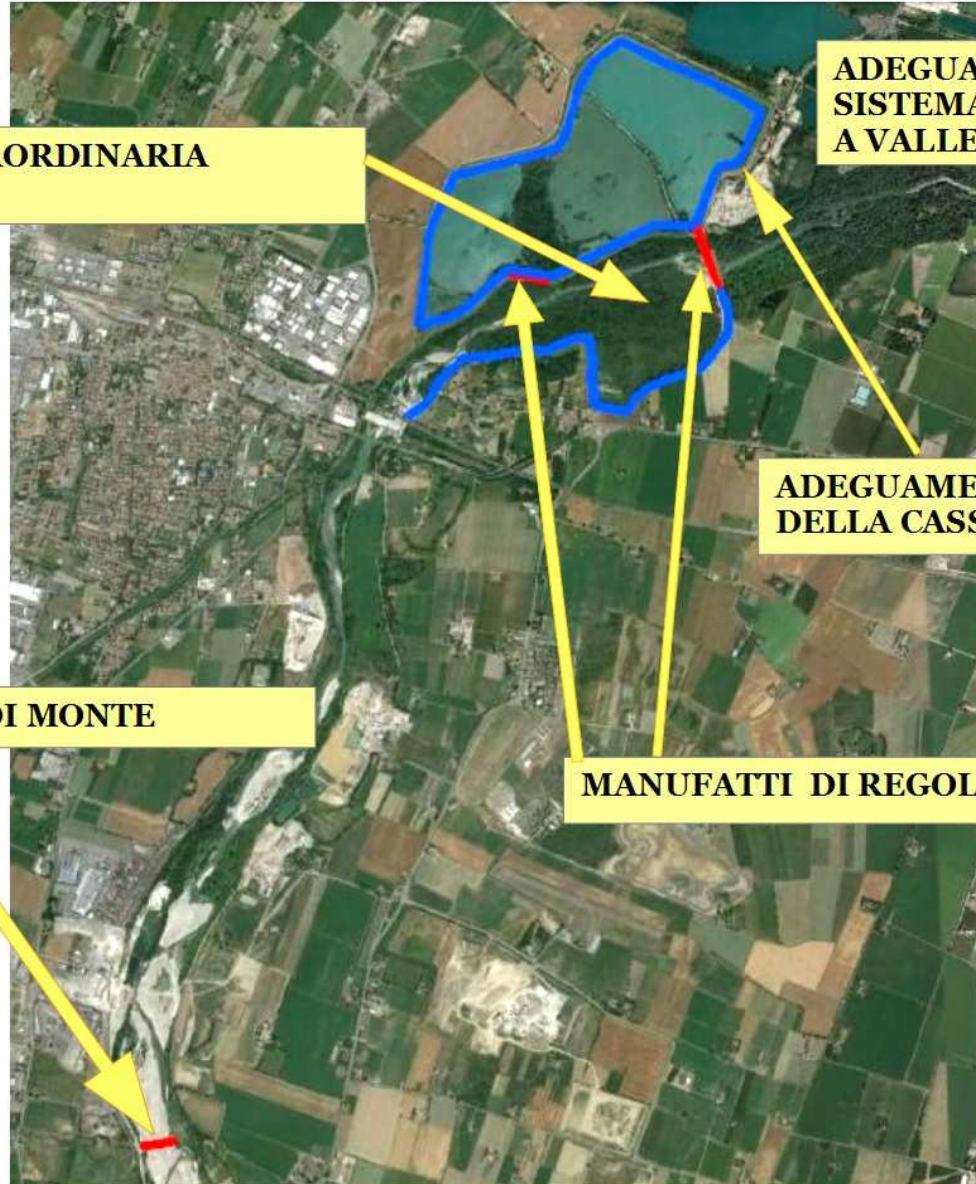 ADEGUA
SISTEMA
A VALLE
ORDINARIA
ADEGUAME
DELLA CASS
DI MONTE
MANUFATTI DI REGOL